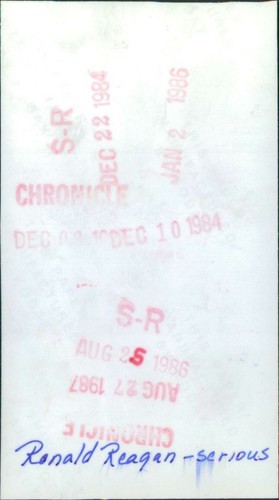 S-R
DEC 22 1984
JAN 2 1986
CHRONICLE
DEC
DEC 10 1984
S-R
AUG 25 1986
AUG 27 1987
CHRONICLE
Ronald Reagan - serious